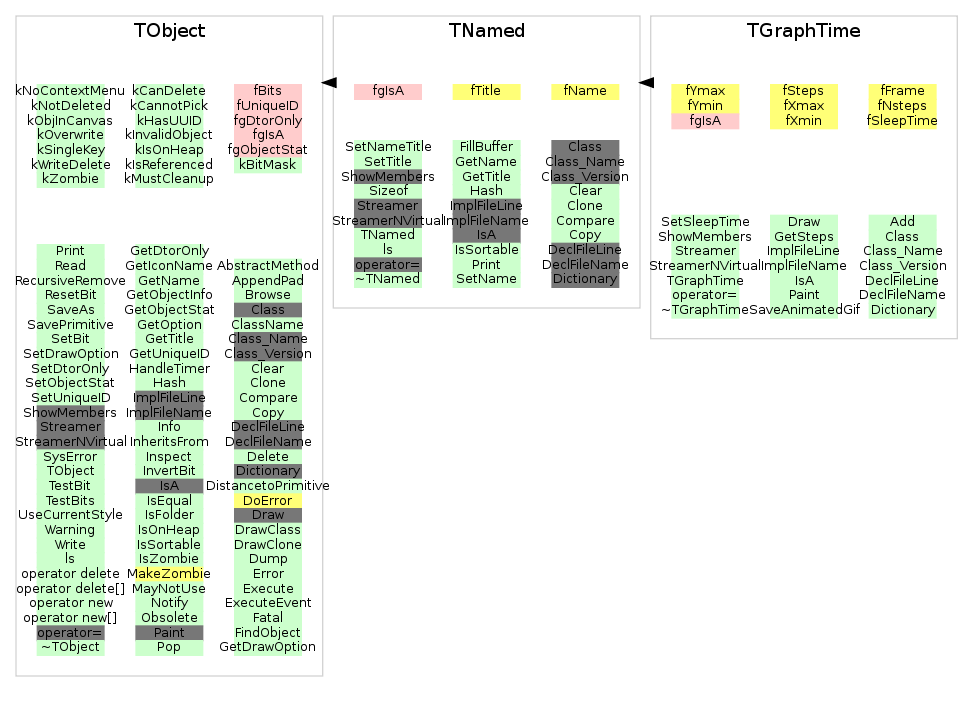 TObject
kNoContextMenu kCanDelete fBits
kNotDeleted kCannotPick fUniqueID
kObjInCanvas kHasUUID fgDtorOnly
kOverwrite kInvalidObject fgIsA
kSingleKey kIsOnHeap fgObjectStat
kWriteDelete kIsReferenced kBitMask
kZombie kMustCleanup
Print GetDtorOnly
Read GetIconName AbstractMethod
RecursiveRemove GetName AppendPad
ResetBit GetObjectInfo Browse
SaveAs GetObjectStat Class
SavePrimitive GetOption ClassName
SetBit GetTitle Class_Name
SetDrawOption GetUniqueID Class_Version
SetDtorOnly HandleTimer Clear
SetObjectStat Hash Clone
SetUniqueID ImplFileLine Compare
ShowMembers ImplFileName Copy
Streamer Info DeclFileLine
StreamerNVirtual InheritsFrom DeclFileName
SysError Inspect Delete
TObject InvertBit Dictionary
TestBit IsA DistancetoPrimitive
TestBits IsEqual DoError
UseCurrentStyle IsFolder Draw
Warning IsOnHeap DrawClass
Write IsSortable DrawClone
ls IsZombie Dump
operator delete MakeZombie Error
operator delete[] MayNotUse Execute
operator new Notify ExecuteEvent
operator new[] Obsolete Fatal
operator= Paint FindObject
~TObject Pop GetDrawOption
TNamed
fgIsA fTitle fName
SetNameTitle FillBuffer Class
SetTitle GetName Class_Name
ShowMembers GetTitle Class_Version
Sizeof Hash Clear
Streamer ImplFileLine Clone
StreamerNVirtual ImplFileName Compare
TNamed IsA Copy
ls IsSortable DeclFileLine
operator= Print DeclFileName
~TNamed SetName Dictionary
TGraphTime
fYmax fSteps fFrame
fYmin fXmax fNsteps
fgIsA fXmin fSleepTime
SetSleepTime Draw Add
ShowMembers GetSteps Class
Streamer ImplFileLine Class_Name
StreamerNVirtual ImplFileName Class_Version
TGraphTime IsA DeclFileLine
operator= Paint DeclFileName
~TGraphTime SaveAnimatedGif Dictionary